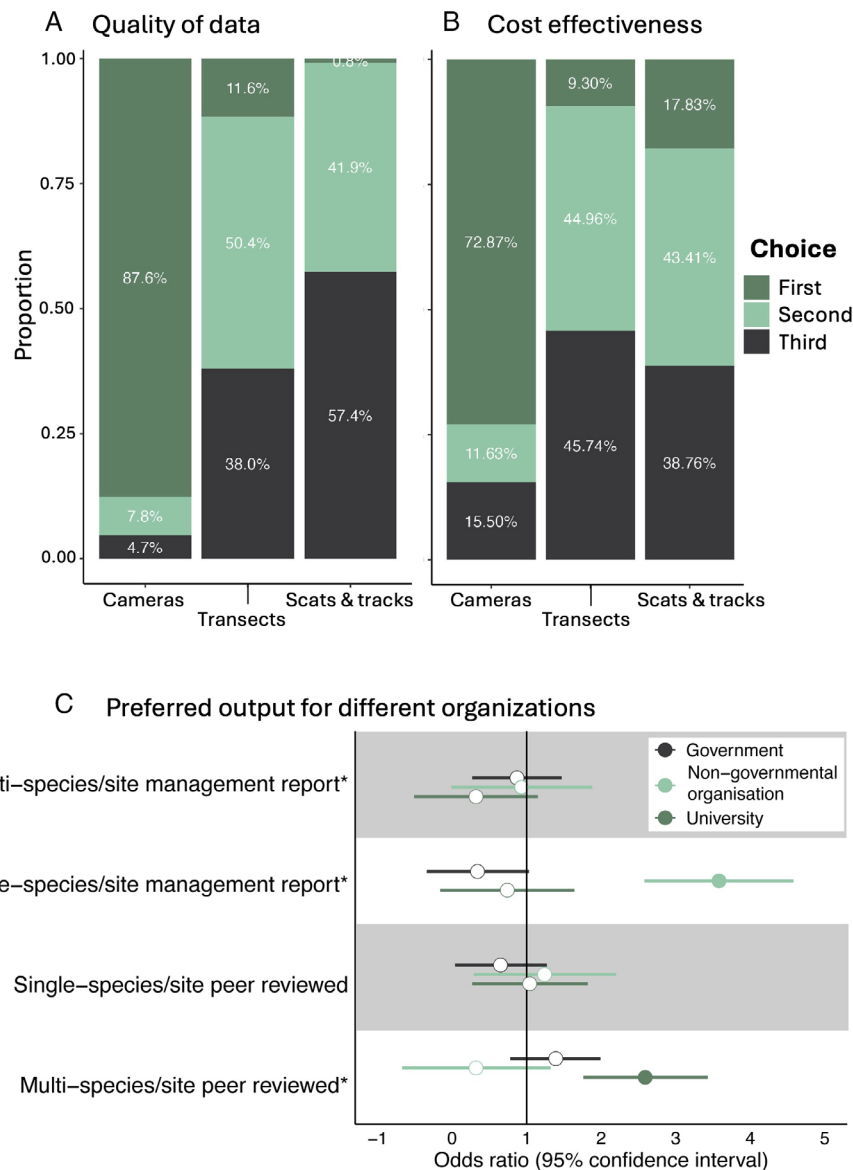 A Quality of data
B Cost effectiveness
Proportion
1.00
0.75
0.50
0.25
0.00
87.6%
7.8%
4.7%
11.6%
50.4%
38.0%
0.8%
41.9%
57.4%
Cameras
Transects
Scats & tracks
72.87%
11.63%
15.50%
9.30%
44.96%
45.74%
17.83%
43.41%
38.76%
Cameras
Transects
Scats & tracks
Choice
First
Second
Third
C Preferred output for different organizations
ti-species/site management report*
e-species/site management report*
Single-species/site peer reviewed
Multi-species/site peer reviewed*
Government
Non-governmental
organisation
University
-1 0 1 2 3 4 5
Odds ratio (95% confidence interval)